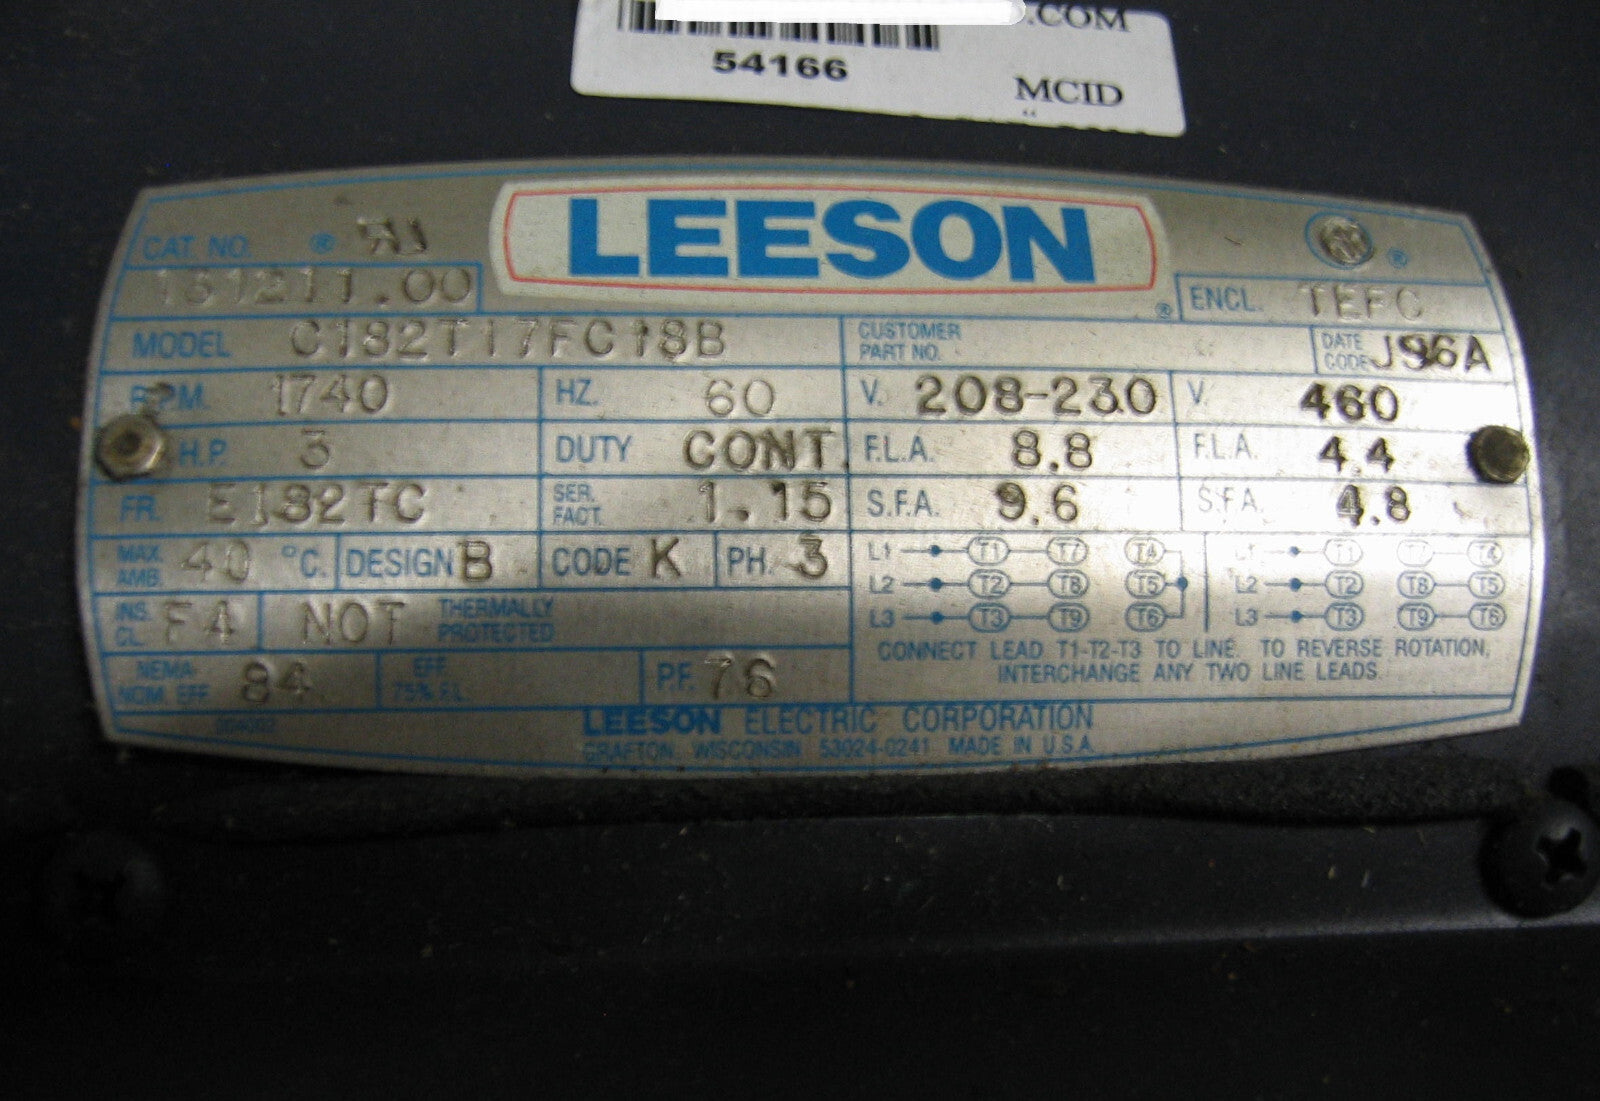 .COM
54166
MCID
LEESON
CAT. NO. ® ЯU ®
131211.00
ENCL. TEFC
MODEL C182T17FC18B CUSTOMER PART NO. DATE CODE J96A
R.P.M. 1740 HZ. 60 V. 208-230 V. 460
H.P. 3 DUTY CONT. F.L.A. 8.8 F.L.A. 4.4
FR. E182TC SER. FACT. 1.15 S.F.A. 9.6 S.F.A. 4.8
MAX. AMB. 40 °C. DESIGN B CODE K PH. 3
L1 T1 T7 T4 L1 T1 T7 T4
L2 T2 T8 T5 L2 T2 T8 T5
L3 T3 T9 T6 L3 T3 T9 T6
INS. CL. F4 NOT THERMALLY PROTECTED
CONNECT LEAD T1-T2-T3 TO LINE. TO REVERSE ROTATION,
INTERCHANGE ANY TWO LINE LEADS.
NEMA- NOM. EFF. 84 EFF. 75% F.L. P.F. 76
LEESON ELECTRIC CORPORATION
GRAFTON, WISCONSIN 53024-0241 MADE IN U.S.A.